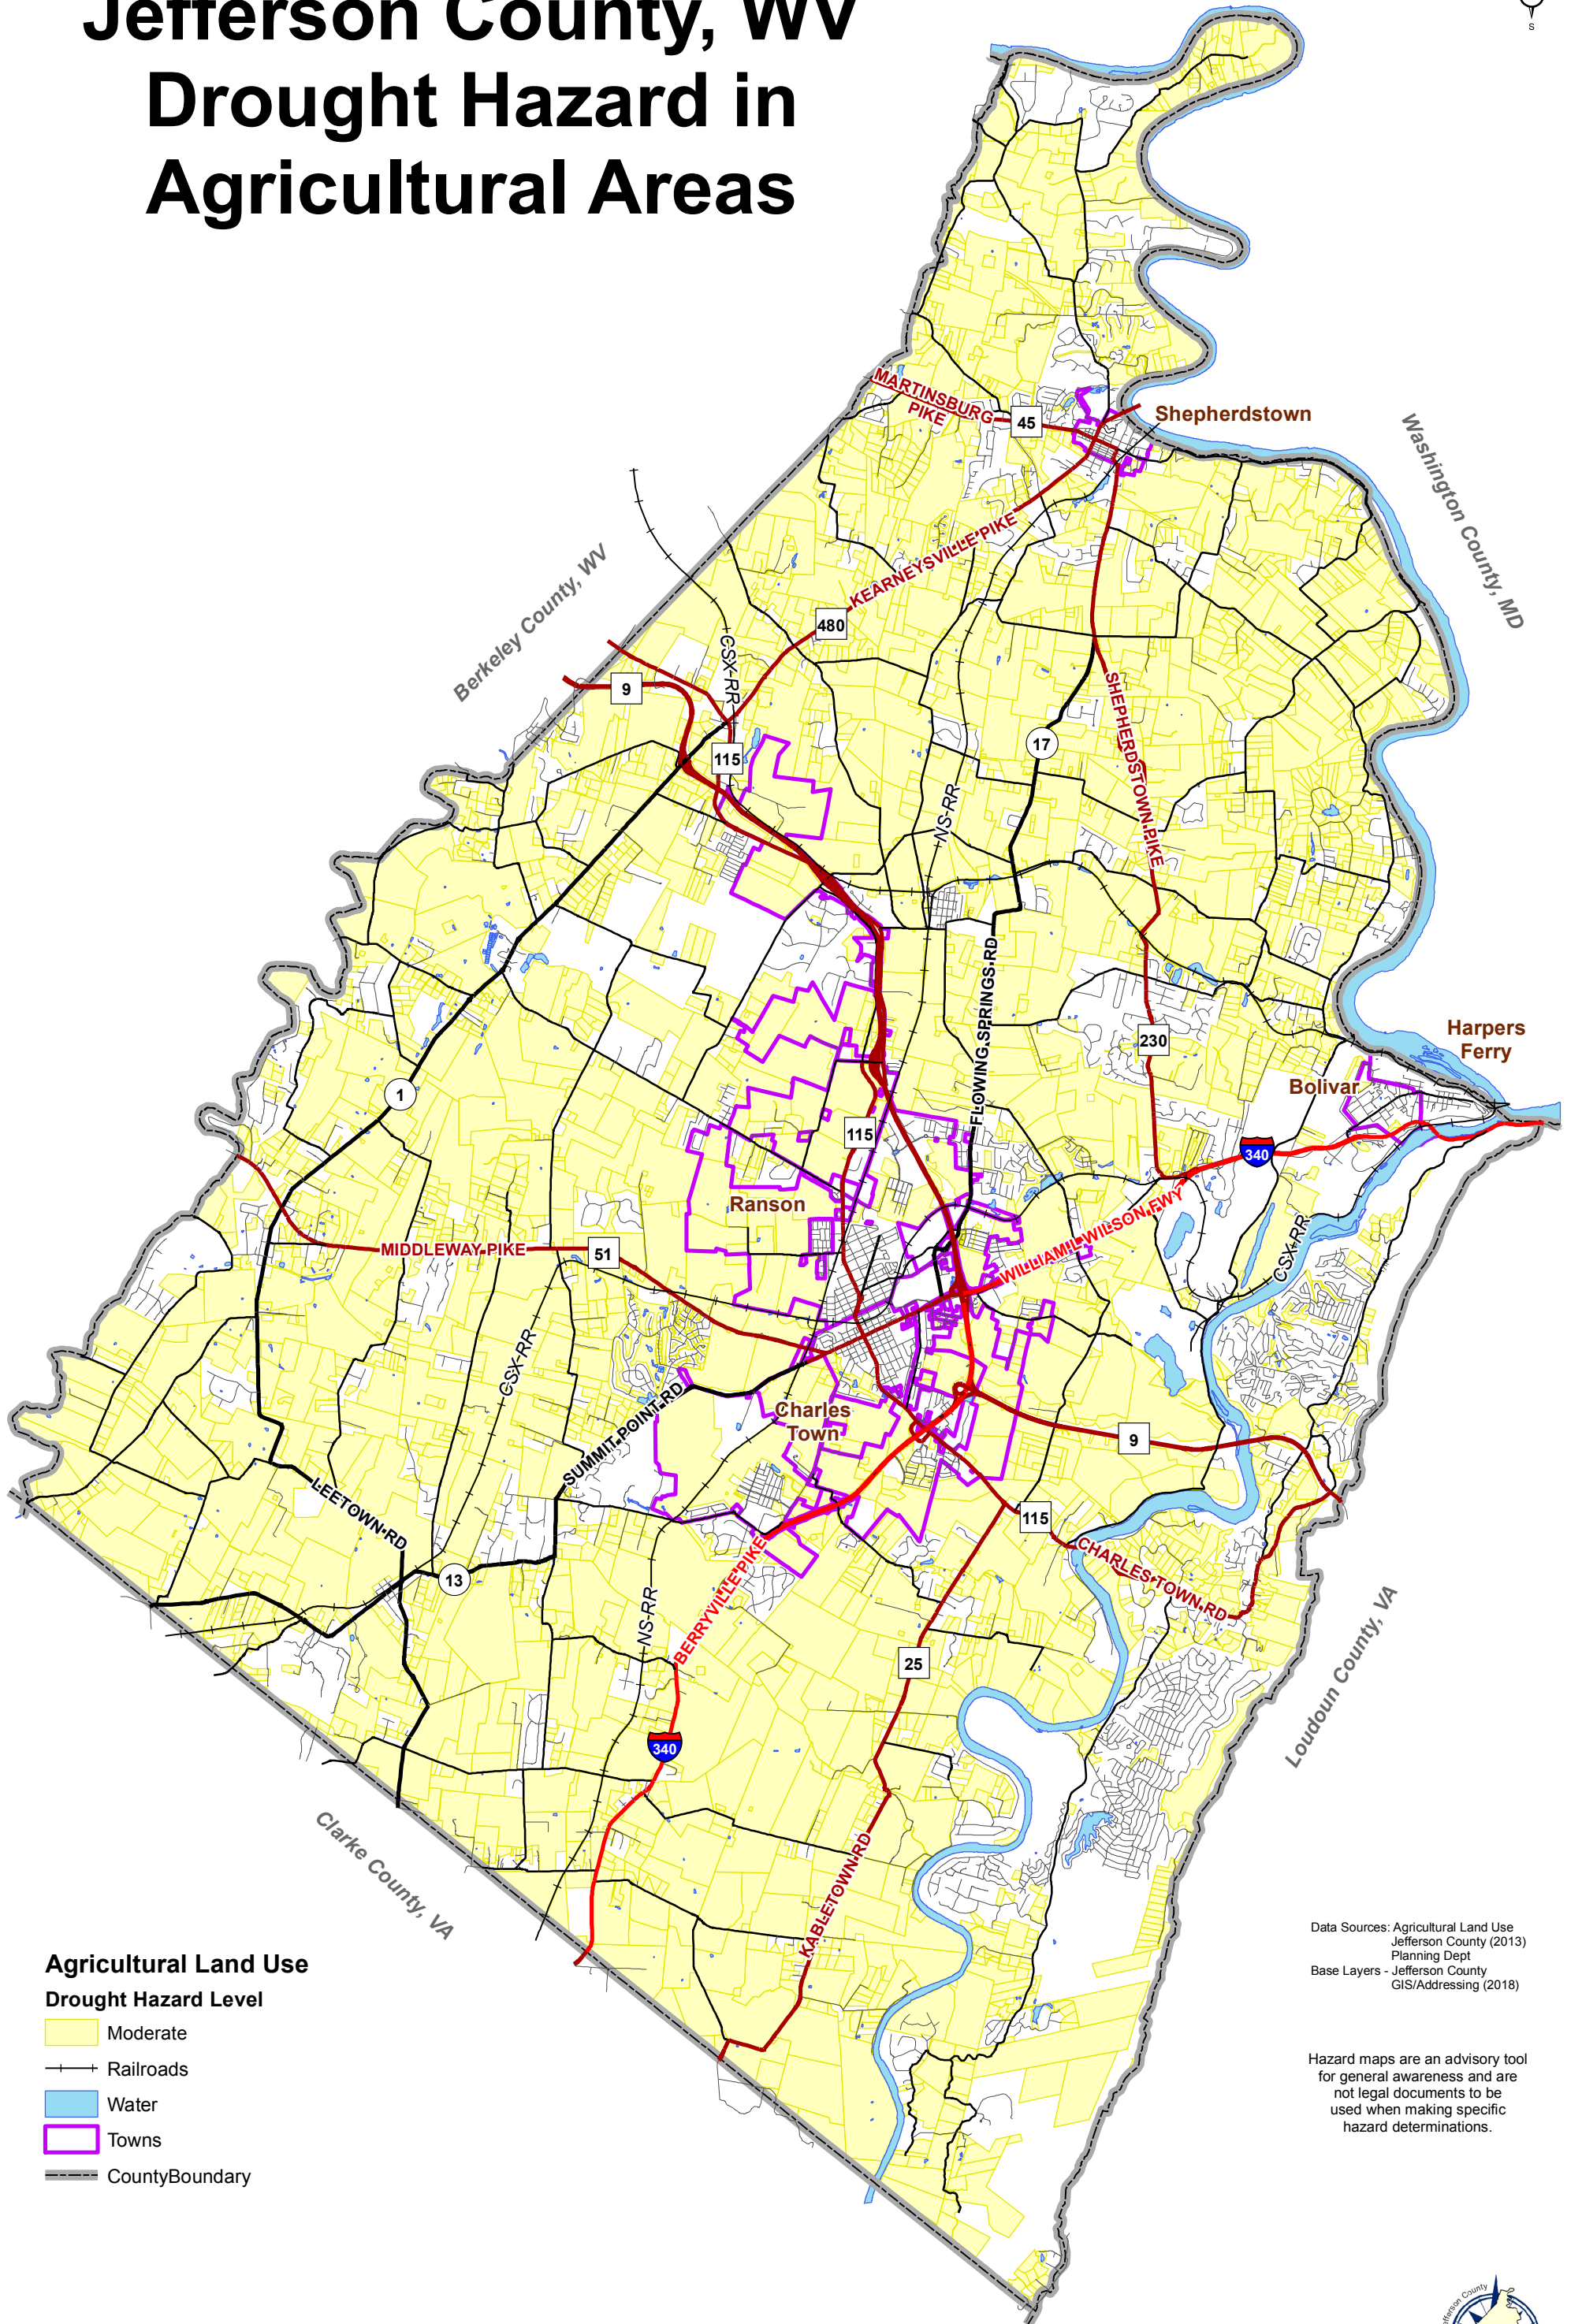 Jefferson County, WV
Drought Hazard in
Agricultural Areas
S
MARTINSBURG
PIKE
45
Shepherdstown
Washington County, MD
KEARNEYSVILLE PIKE
480
Berkeley County, WV
CSX-RR
9
115
17
SHEPHERDSTOWN PIKE
NS-RR
FLOWING SPRINGS RD
230
Harpers
Ferry
Bolivar
1
115
340
Ranson
WILLIAM L WILSON FWY
CSX-RR
MIDDLEWAY PIKE
51
CSX-RR
SUMMIT POINT RD
Charles
Town
9
LEETOWN RD
115
CHARLES TOWN RD
13
NS-RR
BERRYVILLE PIKE
25
Loudoun County, VA
340
Clarke County, VA
KABLETOWN RD
Agricultural Land Use
Drought Hazard Level
Moderate
Railroads
Water
Towns
CountyBoundary
Data Sources: Agricultural Land Use
Jefferson County (2013)
Planning Dept
Base Layers - Jefferson County
GIS/Addressing (2018)
Hazard maps are an advisory tool
for general awareness and are
not legal documents to be
used when making specific
hazard determinations.
County